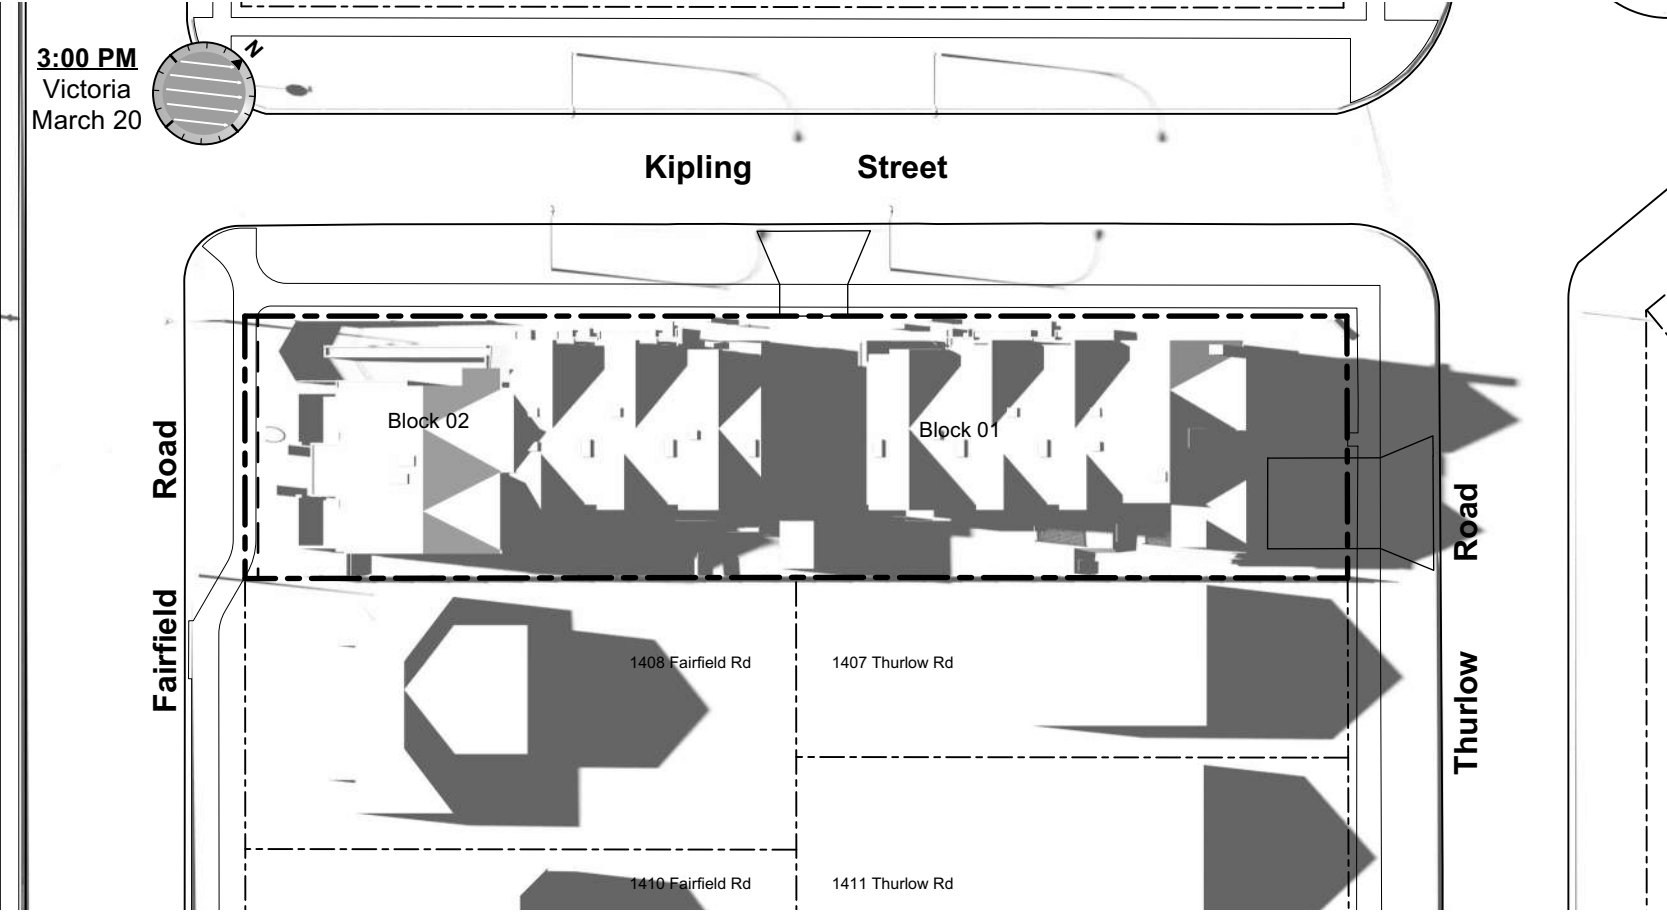 3:00 PM
Victoria
March 20
N
Kipling Street
Block 02
Block 01
Fairfield Road
Thurlow Road
1408 Fairfield Rd
1407 Thurlow Rd
1410 Fairfield Rd
1411 Thurlow Rd